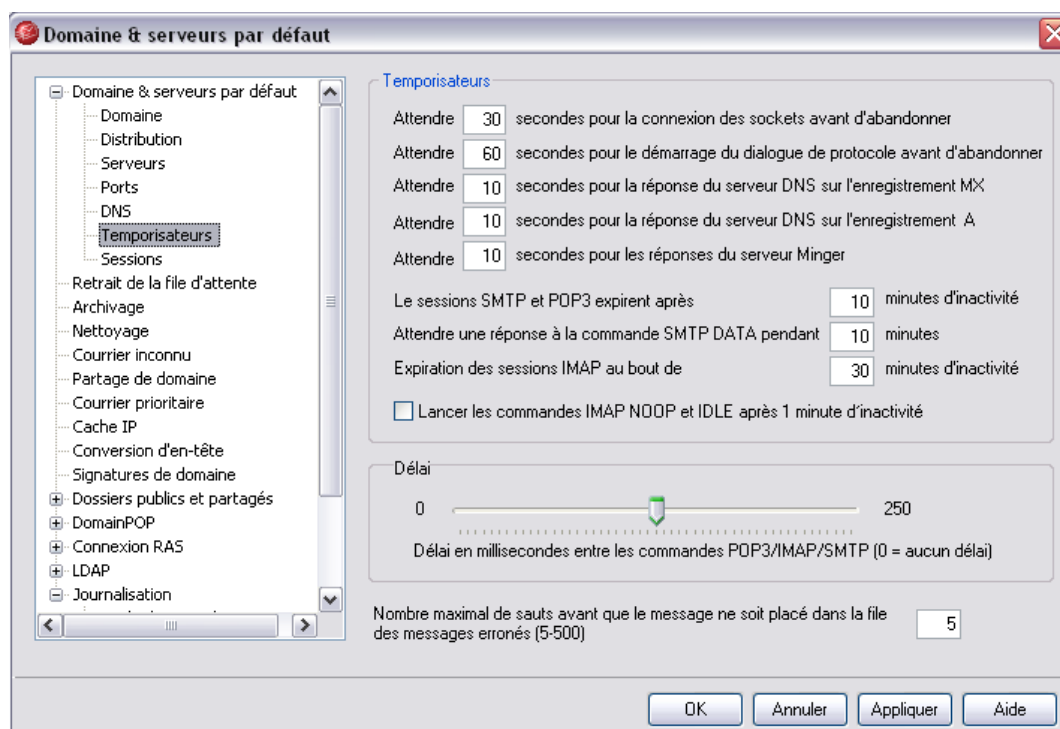 Domaine & serveurs par défaut
Domaine & serveurs par défaut
Domaine
Distribution
Serveurs
Ports
DNS
Temporisateurs
Sessions
Retrait de la file d'attente
Archivage
Nettoyage
Courrier inconnu
Partage de domaine
Courrier prioritaire
Cache IP
Conversion d'en-tête
Signatures de domaine
Dossiers publics et partagés
DomainPOP
Connexion RAS
LDAP
Journalisation
Temporisateurs
Attendre 30 secondes pour la connexion des sockets avant d'abandonner
Attendre 60 secondes pour le démarrage du dialogue de protocole avant d'abandonner
Attendre 10 secondes pour la réponse du serveur DNS sur l'enregistrement MX
Attendre 10 secondes pour la réponse du serveur DNS sur l'enregistrement A
Attendre 10 secondes pour les réponses du serveur Minger
Le sessions SMTP et POP3 expirent après 10 minutes d'inactivité
Attendre une réponse à la commande SMTP DATA pendant 10 minutes
Expiration des sessions IMAP au bout de 30 minutes d'inactivité
Lancer les commandes IMAP NOOP et IDLE après 1 minute d'inactivité
Délai
0 250
Délai en millisecondes entre les commandes POP3/IMAP/SMTP (0 = aucun délai)
Nombre maximal de sauts avant que le message ne soit placé dans la file
des messages erronés (5-500) 5
OK Annuler Appliquer Aide